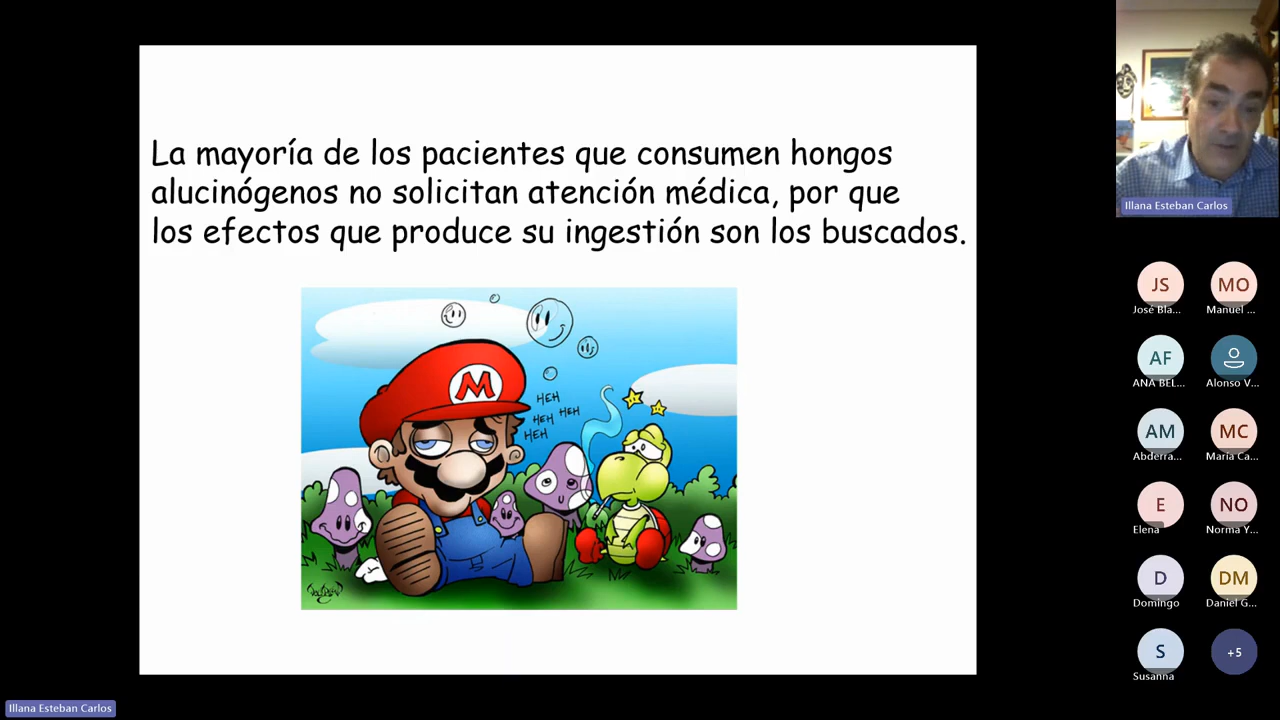 La mayoría de los pacientes que consumen hongos
alucinógenos no solicitan atención médica, por que
los efectos que produce su ingestión son los buscados.
M
HEH
HEH HEH
HEH
Illana Esteban Carlos
JS
MO
José Bla...
Manuel ...
AF
ANA BEL...
Alonso V...
AM
MC
Abderra...
María Ca...
E
NO
Elena
Norma Y...
D
DM
Domingo
Daniel G...
S
+5
Susanna
Illana Esteban Carlos